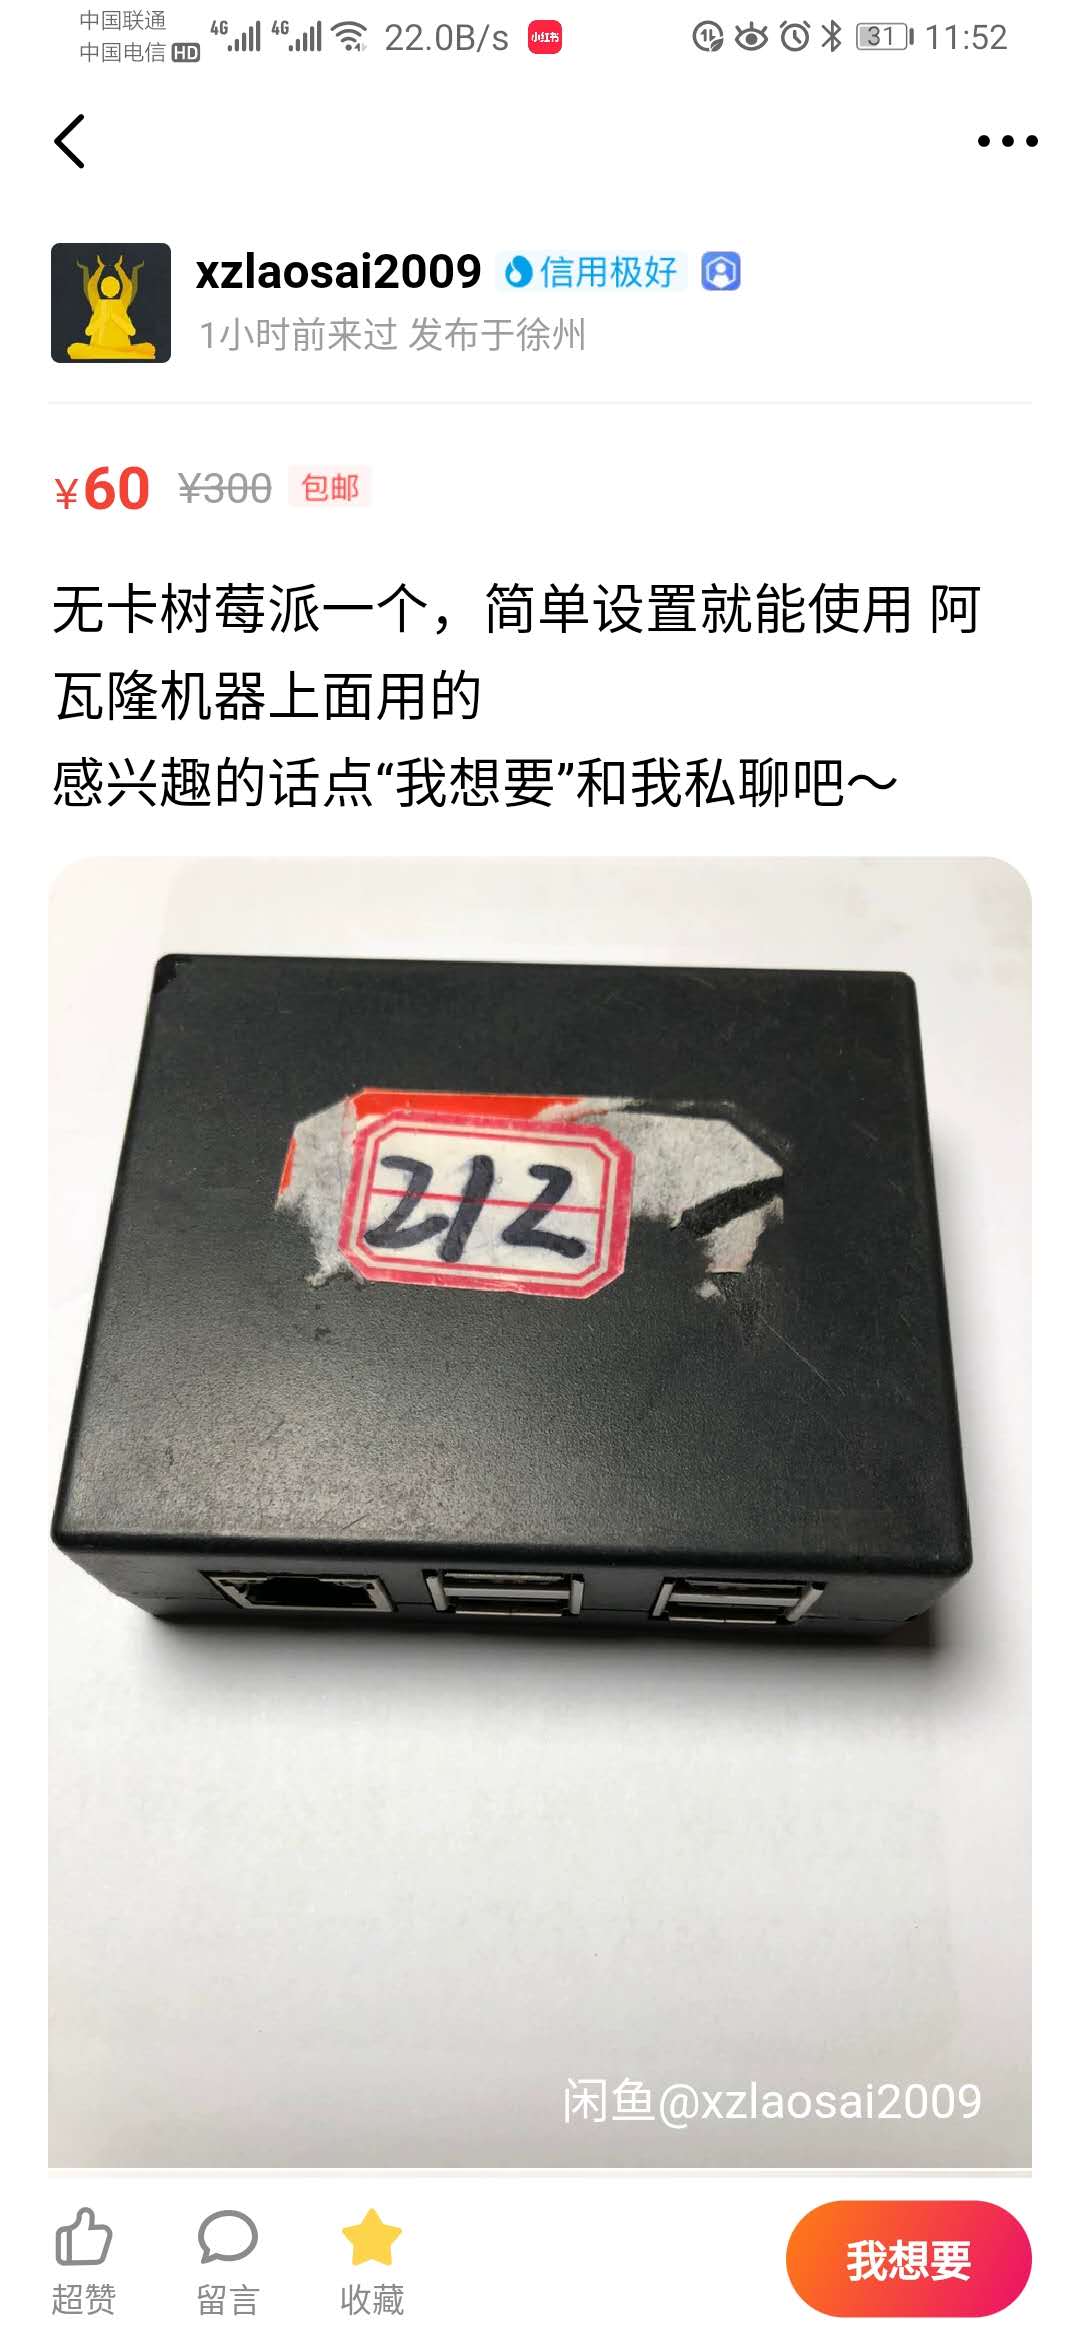 中国联通
中国电信 HD 4G 4G 22.0B/s 小红书 31 11:52
xzlaosai2009 信用极好
1小时前来过 发布于徐州
¥60 ¥300 包邮
无卡树莓派一个，简单设置就能使用 阿
瓦隆机器上面用的
感兴趣的话点“我想要”和我私聊吧～
212
闲鱼@xzlaosai2009
超赞 留言 收藏 我想要